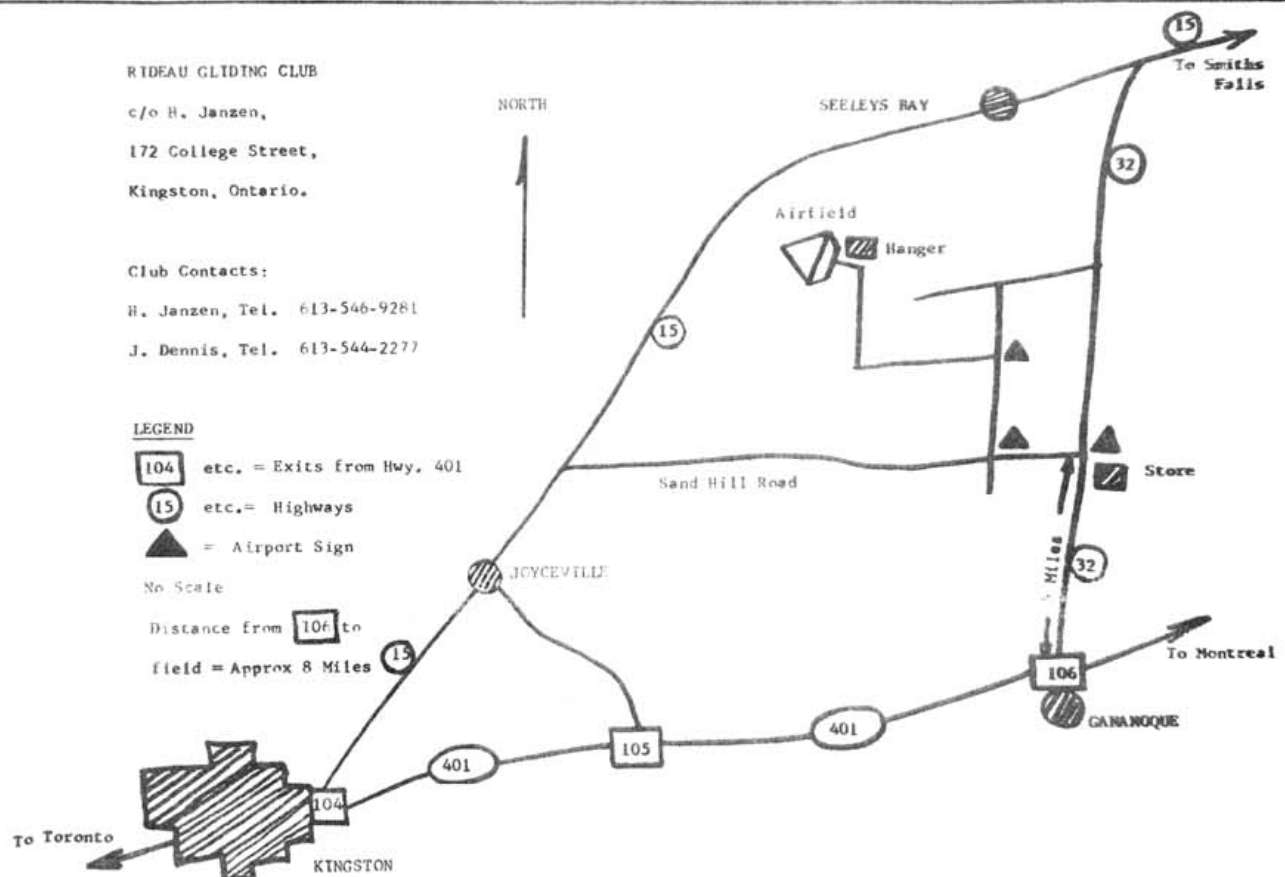 RIDEAU GLIDING CLUB
c/o H. Janzen,
172 College Street,
Kingston, Ontario.
Club Contacts:
H. Janzen, Tel. 613-546-9281
J. Dennis, Tel. 613-544-2277
NORTH
15
To Smiths
Falls
SEELEYS BAY
32
Airfield
Hanger
15
LEGEND
104 etc. = Exits from Hwy. 401
15 etc.= Highways
= Airport Sign
No Scale
Distance from 106 to
field = Approx 8 Miles
Sand Hill Road
Store
JOYCEVILLE
Miles
32
15
To Montreal
106
GANANOQUE
401
105
401
104
To Toronto
KINGSTON